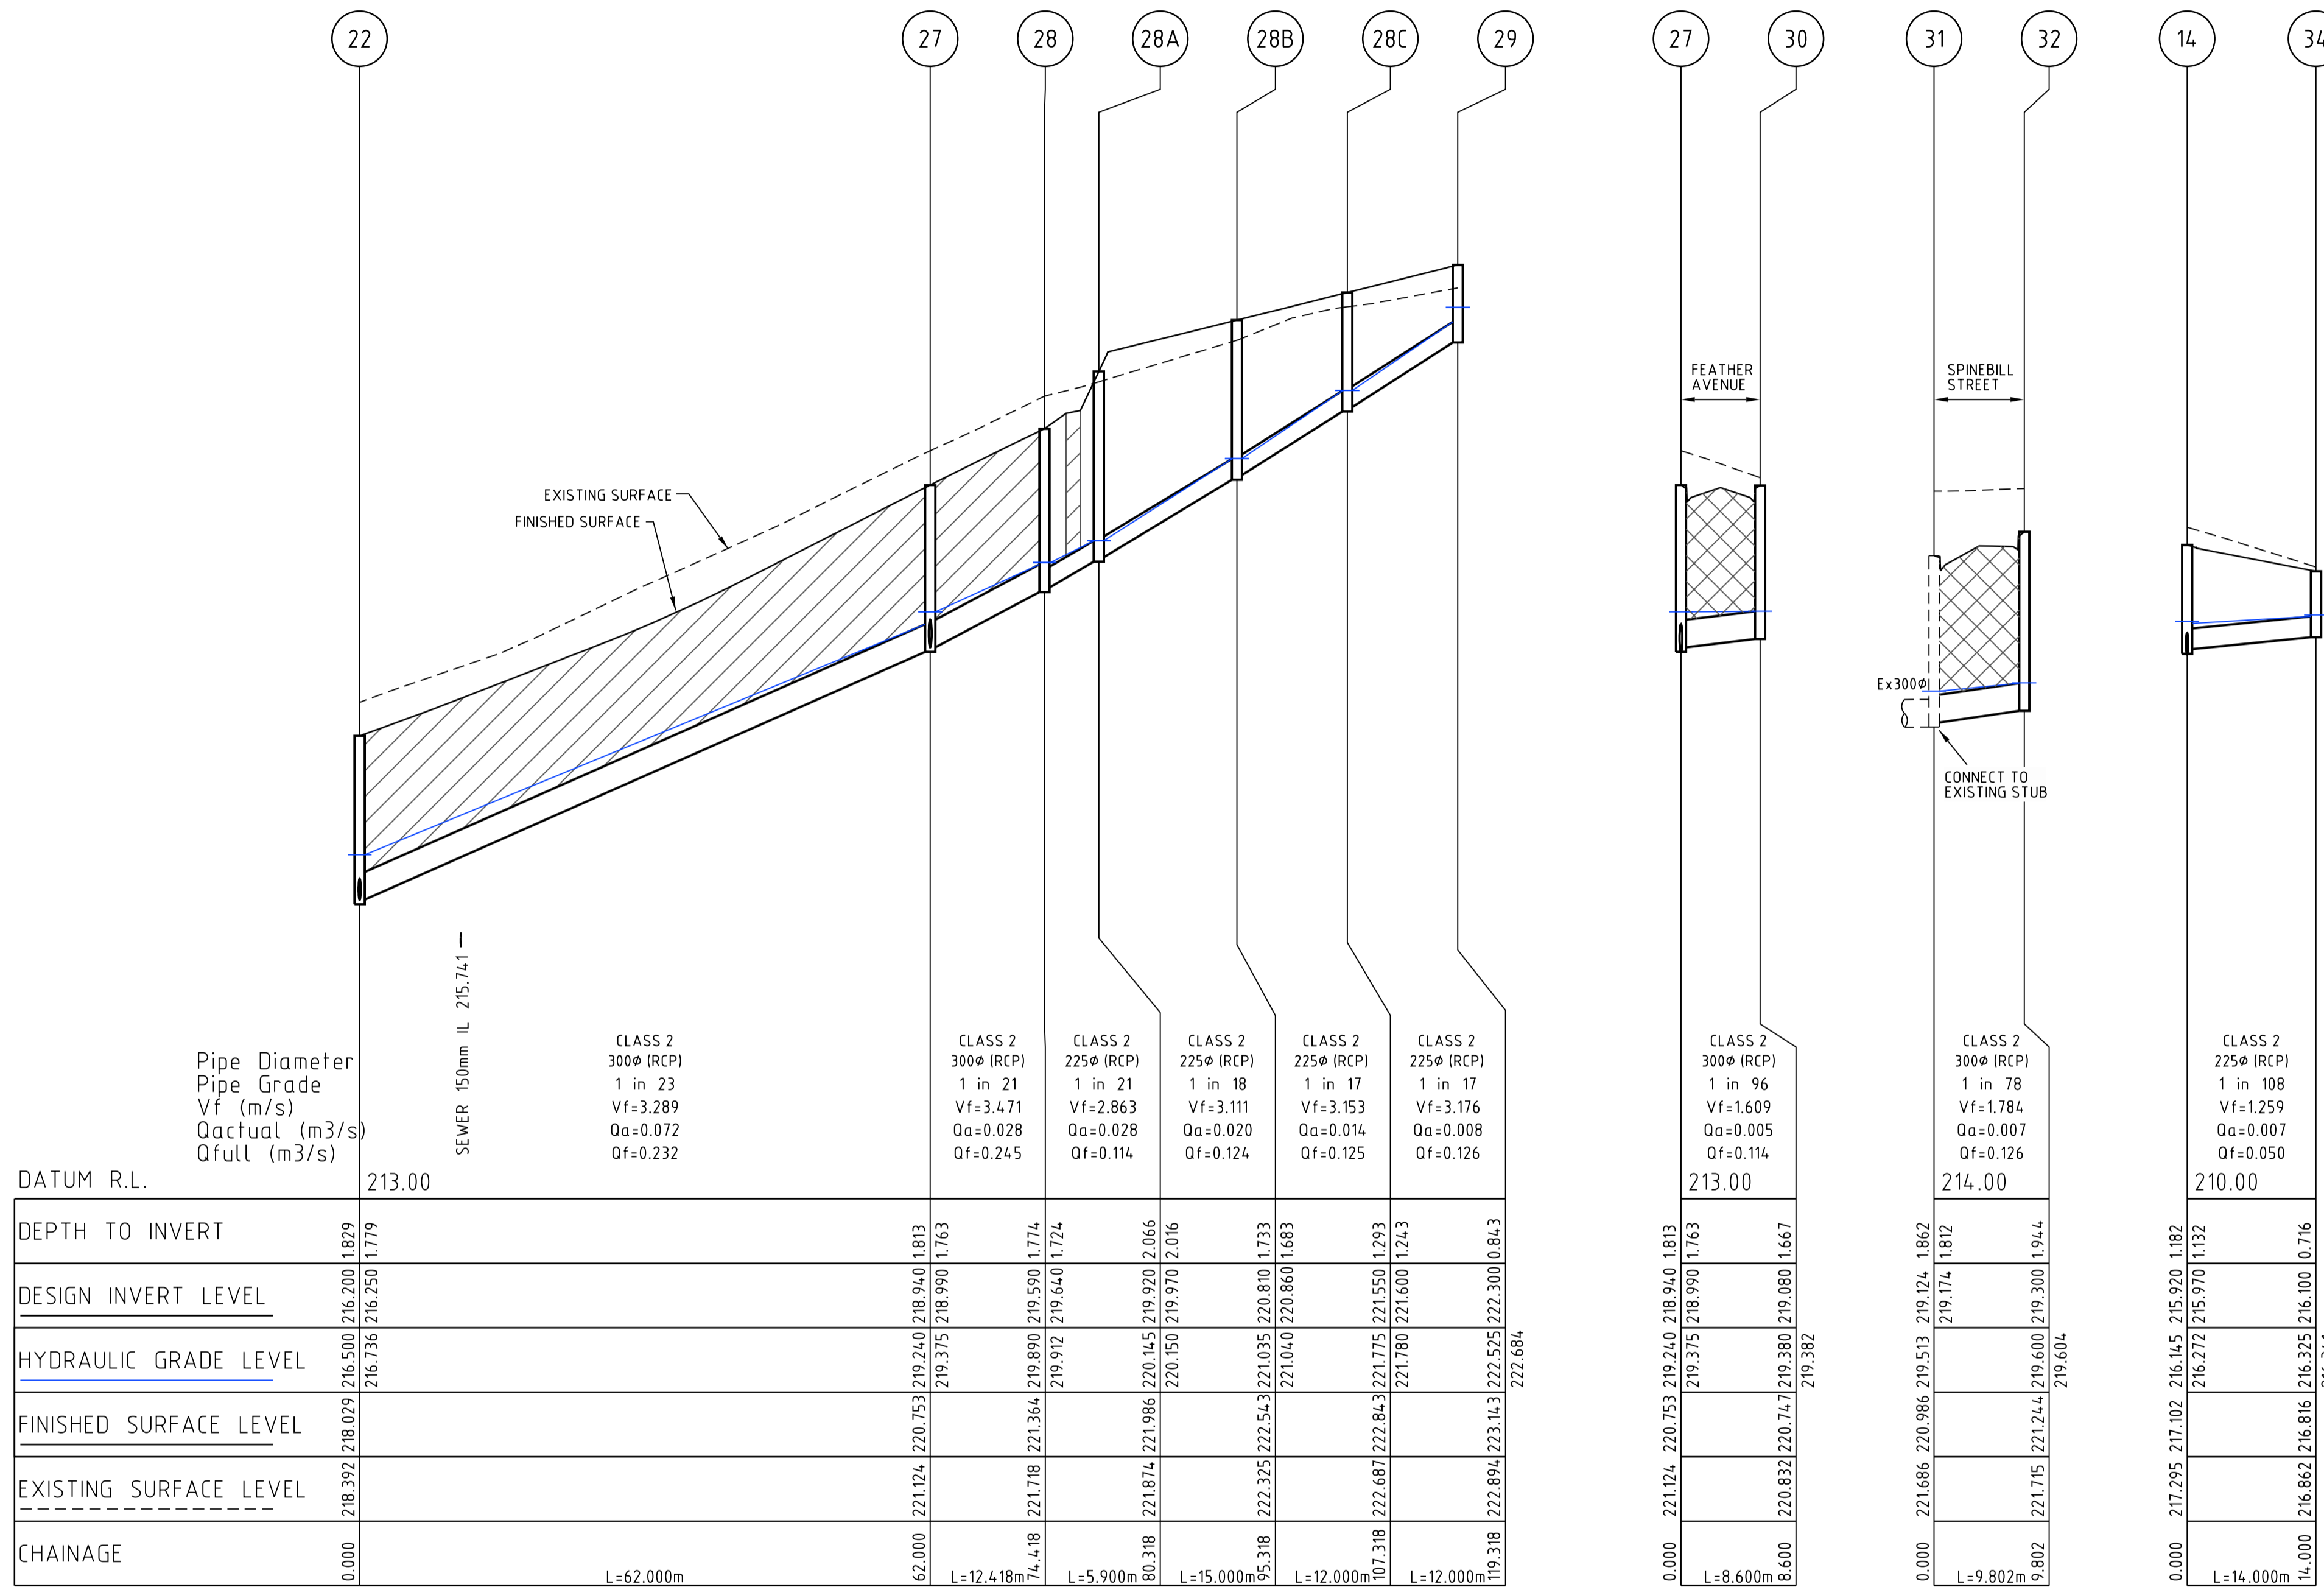 22
27
28
28A
28B
28C
29
27
30
31
32
14
34
FEATHER
AVENUE
SPINEBILL
STREET
EXISTING SURFACE
FINISHED SURFACE
Ex300Ø
CONNECT TO
EXISTING STUB
SEWER 150mm IL 215.741
Pipe Diameter
Pipe Grade
Vf (m/s)
Qactual (m3/s)
Qfull (m3/s)
CLASS 2
300Ø (RCP)
1 in 23
Vf=3.289
Qa=0.072
Qf=0.232
CLASS 2
300Ø (RCP)
1 in 21
Vf=3.471
Qa=0.028
Qf=0.245
CLASS 2
225Ø (RCP)
1 in 21
Vf=2.863
Qa=0.028
Qf=0.114
CLASS 2
225Ø (RCP)
1 in 18
Vf=3.111
Qa=0.020
Qf=0.124
CLASS 2
225Ø (RCP)
1 in 17
Vf=3.153
Qa=0.014
Qf=0.125
CLASS 2
225Ø (RCP)
1 in 17
Vf=3.176
Qa=0.008
Qf=0.126
CLASS 2
300Ø (RCP)
1 in 96
Vf=1.609
Qa=0.005
Qf=0.114
CLASS 2
300Ø (RCP)
1 in 78
Vf=1.784
Qa=0.007
Qf=0.126
CLASS 2
225Ø (RCP)
1 in 108
Vf=1.259
Qa=0.007
Qf=0.050
DATUM R.L.
213.00
213.00
214.00
210.00
DEPTH TO INVERT
1.829
1.779
1.813
1.763
1.774
1.724
2.066
2.016
1.733
1.683
1.293
1.243
0.843
1.813
1.763
1.667
1.862
1.812
1.944
1.182
1.132
0.716
DESIGN INVERT LEVEL
216.200
216.250
218.940
218.990
219.590
219.640
219.920
219.970
220.810
220.860
221.550
221.600
222.300
218.940
218.990
219.080
219.124
219.174
219.300
215.920
215.970
216.100
HYDRAULIC GRADE LEVEL
216.500
216.736
219.240
219.375
219.890
219.912
220.145
220.150
221.035
221.040
221.775
221.780
222.525
222.684
219.240
219.375
219.380
219.382
219.513
219.600
219.604
216.145
216.272
216.325
FINISHED SURFACE LEVEL
218.029
220.753
221.364
221.986
222.543
222.843
223.143
220.753
220.747
220.986
221.244
217.102
216.816
EXISTING SURFACE LEVEL
218.392
221.124
221.718
221.874
222.325
222.687
222.894
221.124
220.832
221.686
221.715
217.295
216.862
CHAINAGE
0.000
L=62.000m
62.000
L=12.418m
74.418
L=5.900m
80.318
L=15.000m
95.318
L=12.000m
107.318
L=12.000m
119.318
0.000
L=8.600m
8.600
0.000
L=9.802m
9.802
0.000
L=14.000m
14.000